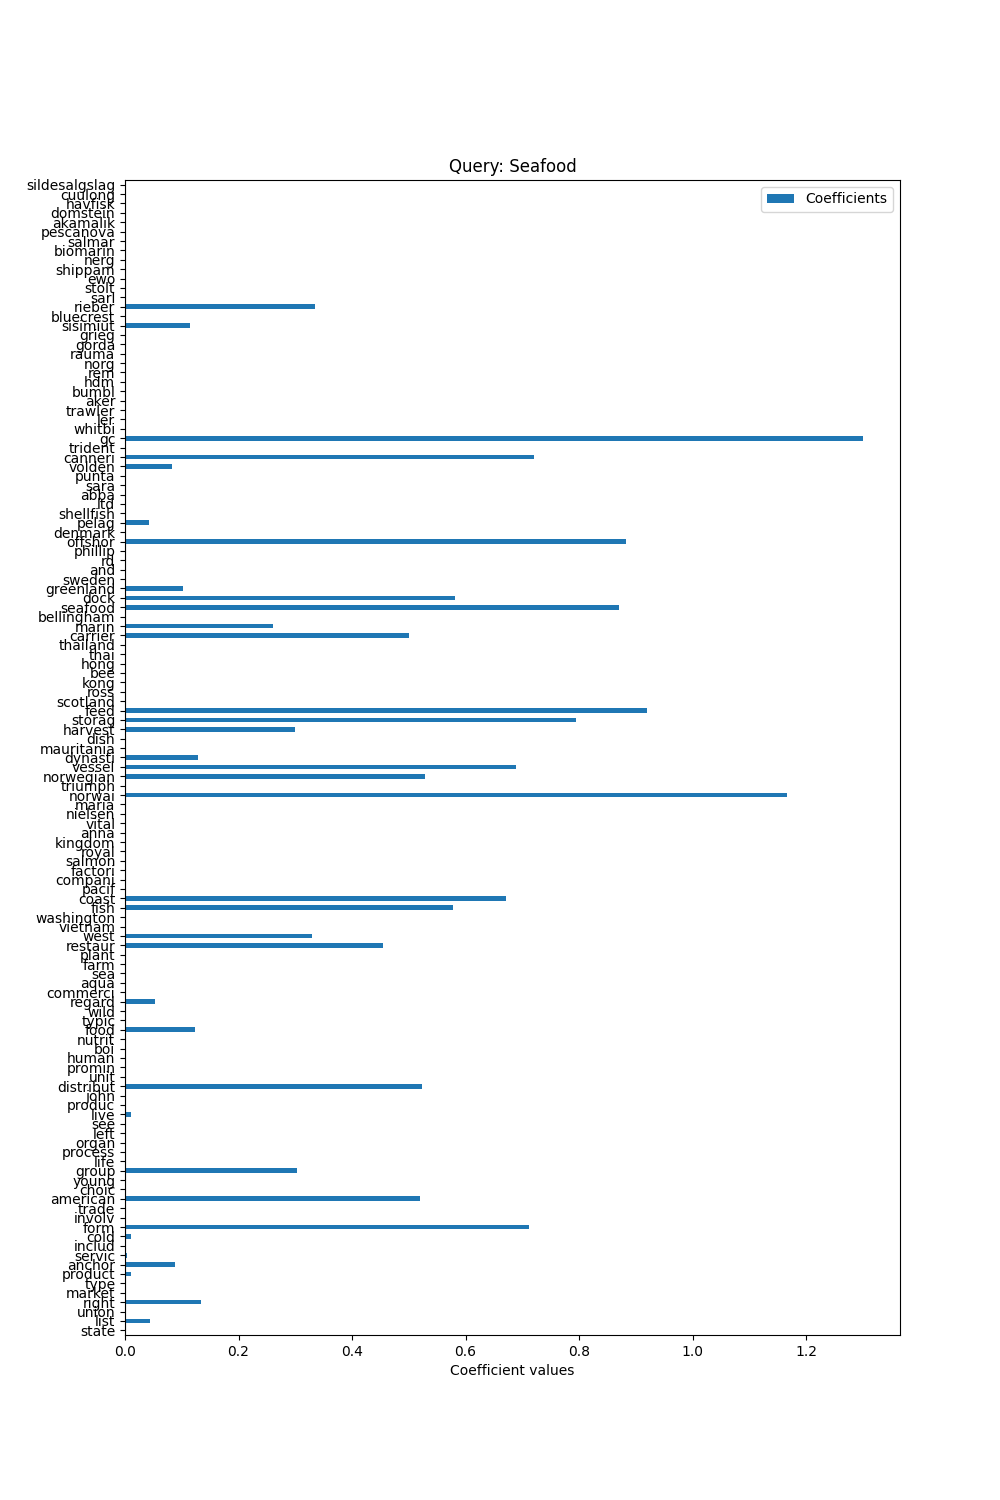 Query: Seafood
Coefficients
sildesalgslag
cuulong
havfisk
domstein
akamalik
pescanova
salmar
biomarin
nerg
shippam
ewo
stolt
sarl
rieber
bluecrest
sisimiut
grieg
gorda
rauma
norg
rem
hdm
bumbl
aker
trawler
ler
whitbi
gc
trident
canneri
volden
punta
sara
abba
ltd
shellfish
pelag
denmark
offshor
phillip
rd
and
sweden
greenland
dock
seafood
bellingham
marin
carrier
thailand
thai
hong
bee
kong
ross
scotland
feed
storag
harvest
dish
mauritania
dynasti
vessel
norwegian
triumph
norwai
maria
nielsen
vital
anna
kingdom
royal
salmon
factori
compani
pacif
coast
fish
washington
vietnam
west
restaur
plant
farm
sea
aqua
commerci
regard
wild
typic
food
nutrit
boi
human
promin
unit
distribut
john
produc
live
see
left
organ
process
life
group
young
choic
american
trade
involv
form
cold
includ
servic
anchor
product
type
market
right
union
list
state
0.0 0.2 0.4 0.6 0.8 1.0 1.2
Coefficient values